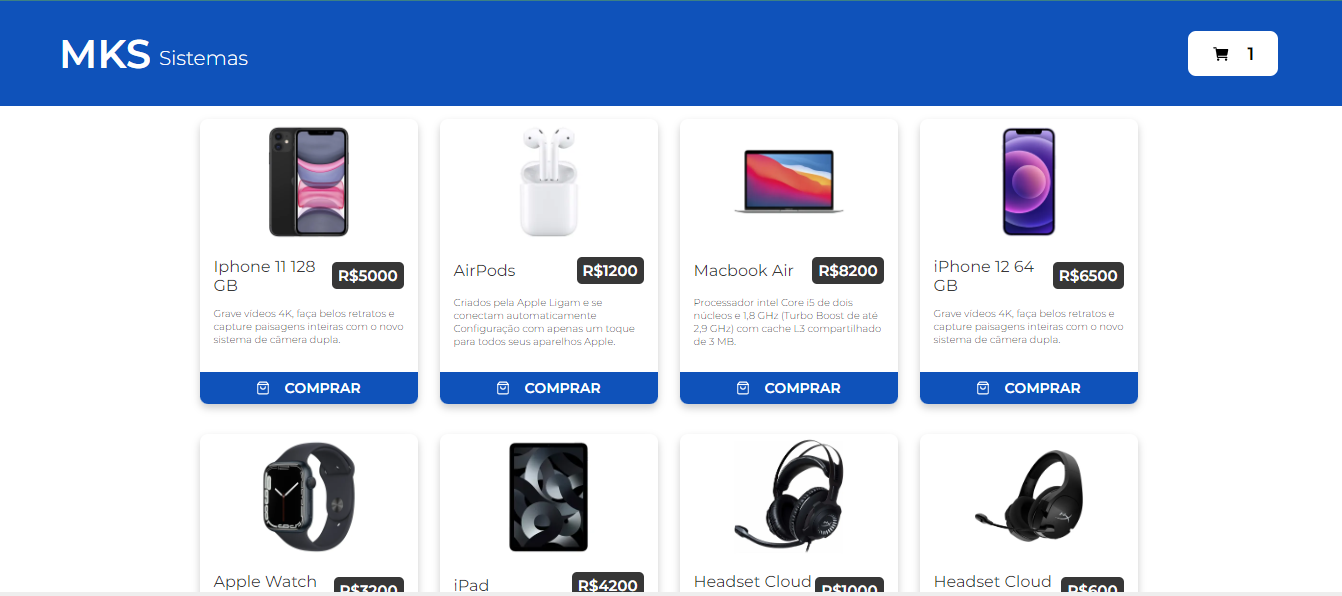 MKS Sistemas
1
Iphone 11 128
GB
R$5000
Grave vídeos 4K, faça belos retratos e
capture paisagens inteiras com o novo
sistema de câmera dupla.
COMPRAR
AirPods
R$1200
Criados pela Apple Ligam e se
conectam automaticamente
Configuração com apenas um toque
para todos seus aparelhos Apple.
COMPRAR
Macbook Air
R$8200
Processador intel Core i5 de dois
núcleos e 1,8 GHz (Turbo Boost de até
2,9 GHz) com cache L3 compartilhado
de 3 MB.
COMPRAR
iPhone 12 64
GB
R$6500
Grave vídeos 4K, faça belos retratos e
capture paisagens inteiras com o novo
sistema de câmera dupla.
COMPRAR
Apple Watch
R$3200
iPad
R$4200
Headset Cloud
R$1000
Headset Cloud
R$600